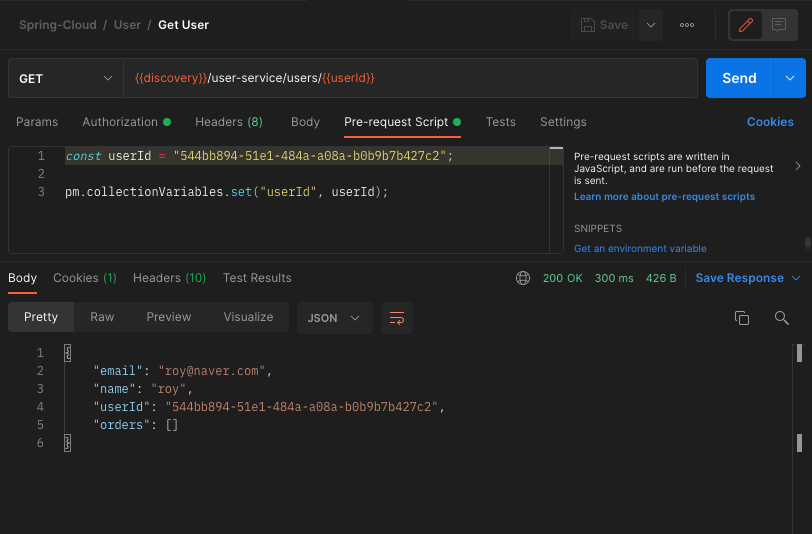 Spring-Cloud / User / Get User
Save
GET
{{discovery}}/user-service/users/{{userId}}
Send
Params Authorization Headers (8) Body Pre-request Script Tests Settings Cookies
1 const userId = "544bb894-51e1-484a-a08a-b0b9b7b427c2";
2
3 pm.collectionVariables.set("userId", userId);
Pre-request scripts are written in
JavaScript, and are run before the request
is sent.
Learn more about pre-request scripts
SNIPPETS
Get an environment variable
Body Cookies (1) Headers (10) Test Results 200 OK 300 ms 426 B Save Response
Pretty Raw Preview Visualize JSON
1 {
2 "email": "roy@naver.com",
3 "name": "roy",
4 "userId": "544bb894-51e1-484a-a08a-b0b9b7b427c2",
5 "orders": []
6 }